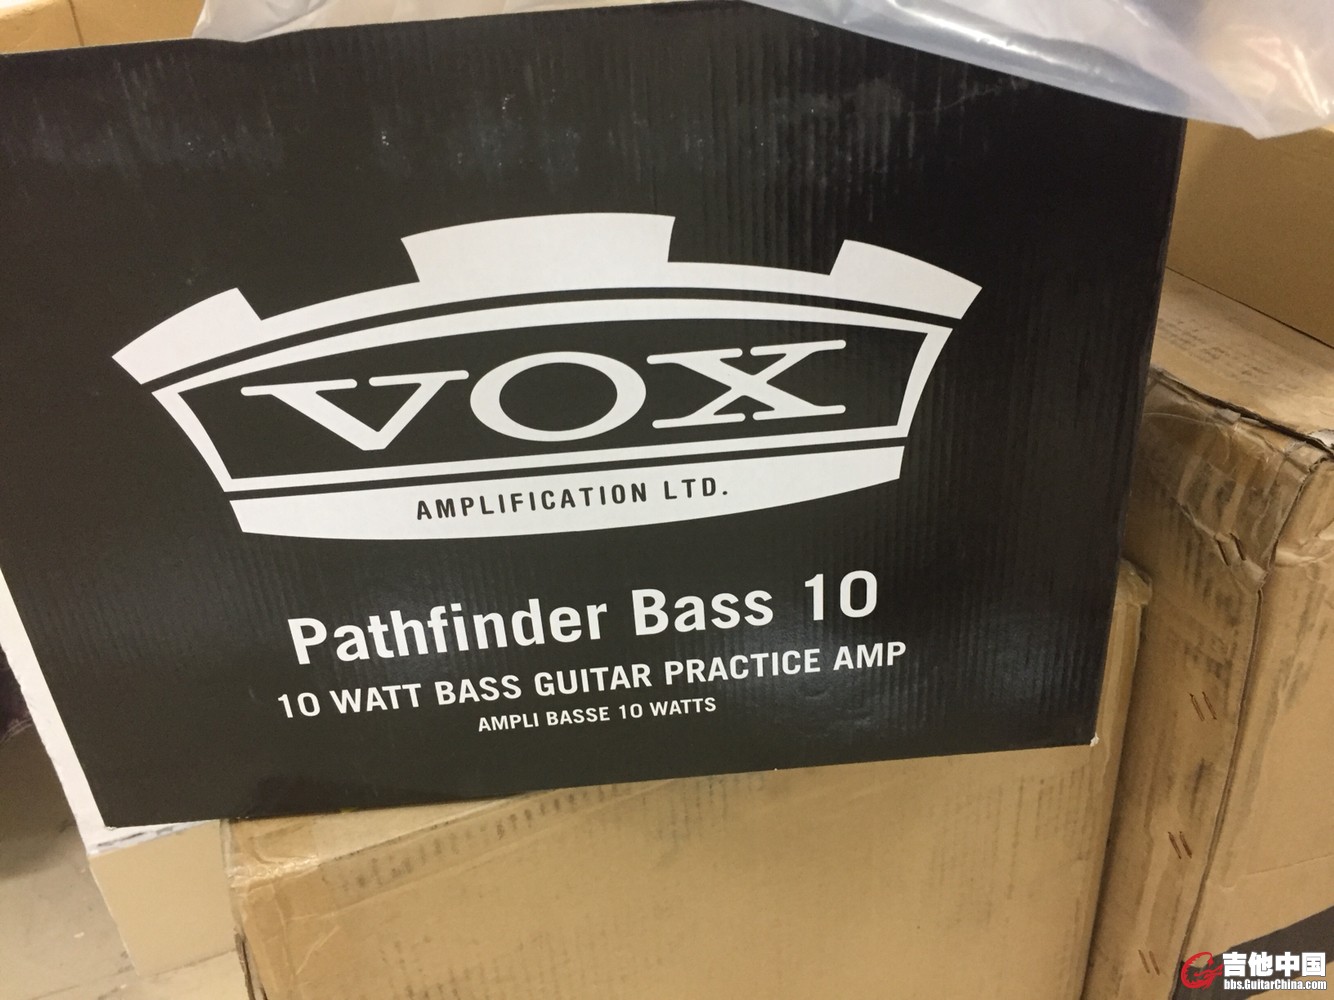 VOX
AMPLIFICATION LTD.
Pathfinder Bass 10
10 WATT BASS GUITAR PRACTICE AMP
AMPLI BASSE 10 WATTS
吉他中国
bbs.GuitarChina.com